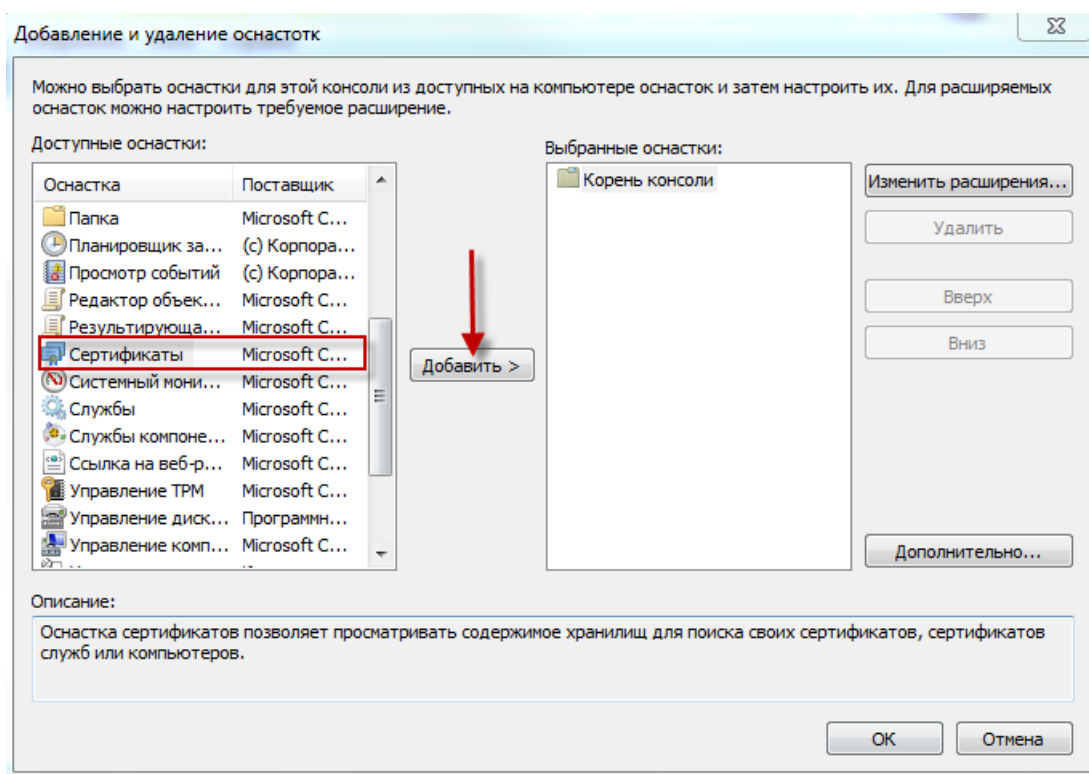 Добавление и удаление оснастотк
Можно выбрать оснастки для этой консоли из доступных на компьютере оснасток и затем настроить их. Для расширяемых
оснасток можно настроить требуемое расширение.
Доступные оснастки:
Оснастка Поставщик
Папка Microsoft C...
Планировщик за... (c) Корпора...
Просмотр событий (c) Корпора...
Редактор объек... Microsoft C...
Результирующа... Microsoft C...
Сертификаты Microsoft C...
Системный мони... Microsoft C...
Службы Microsoft C...
Службы компоне... Microsoft C...
Ссылка на веб-р... Microsoft C...
Управление TPM Microsoft C...
Управление диск... Программн...
Управление комп... Microsoft C...
Добавить >
Выбранные оснастки:
Корень консоли
Изменить расширения...
Удалить
Вверх
Вниз
Дополнительно...
Описание:
Оснастка сертификатов позволяет просматривать содержимое хранилищ для поиска своих сертификатов, сертификатов
служб или компьютеров.
ОК
Отмена